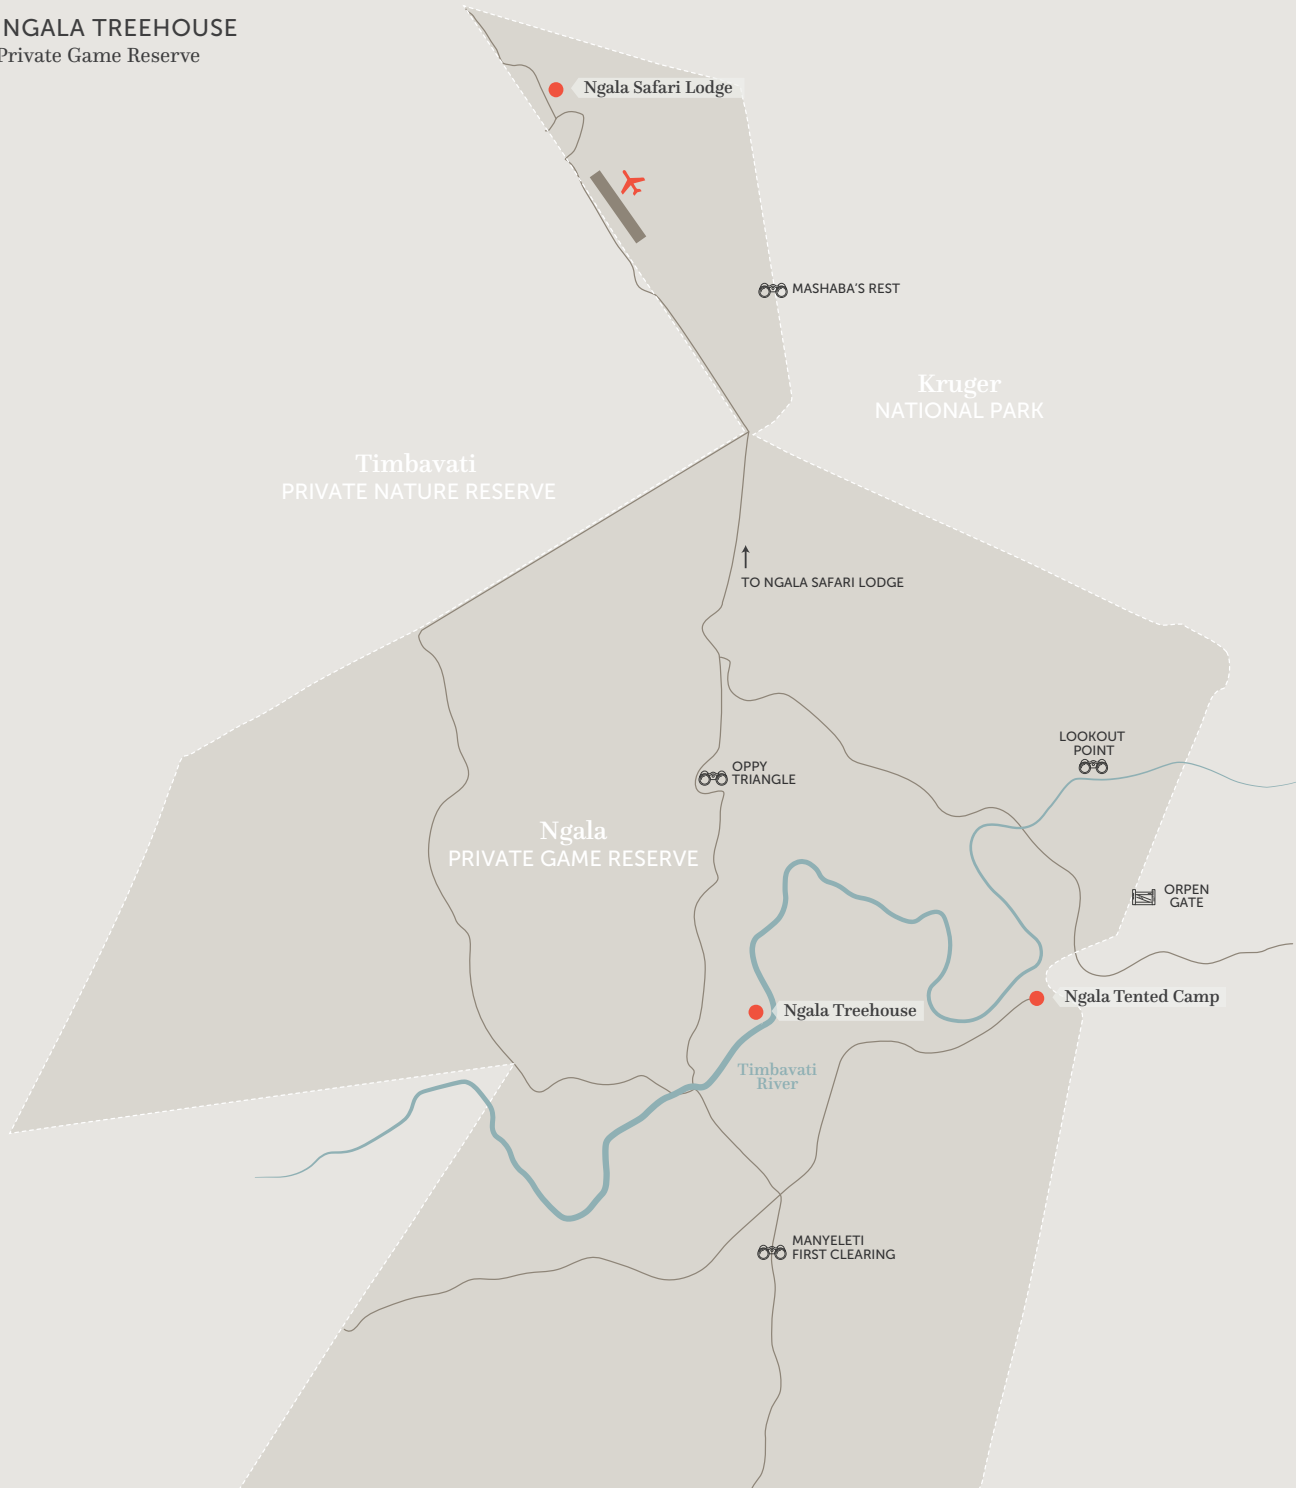 NGALA TREEHOUSE
Private Game Reserve
Ngala Safari Lodge
MASHABA'S REST
Kruger
NATIONAL PARK
Timbavati
PRIVATE NATURE RESERVE
TO NGALA SAFARI LODGE
LOOKOUT
POINT
OPPY
TRIANGLE
Ngala
PRIVATE GAME RESERVE
ORPEN
GATE
Ngala Tented Camp
Ngala Treehouse
Timbavati
River
MANYELETI
FIRST CLEARING